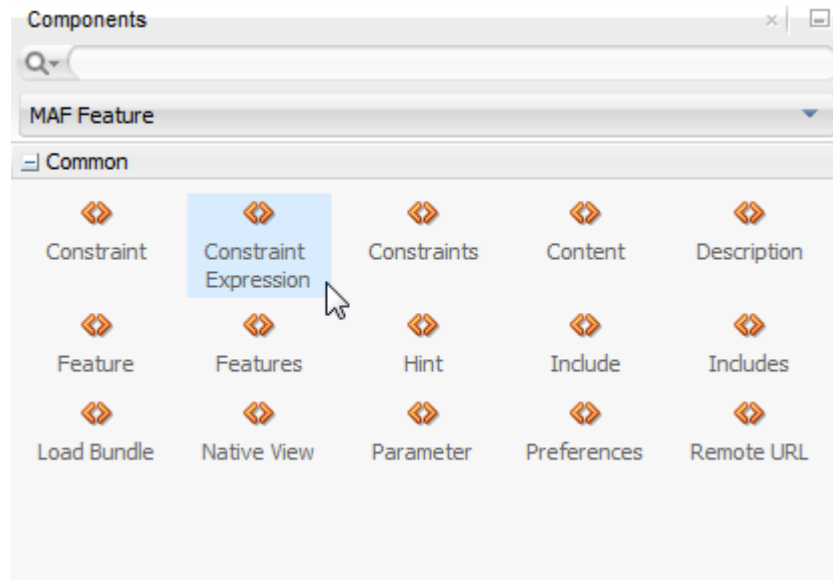 Components
MAF Feature
Common
Constraint
Constraint Expression
Constraints
Content
Description
Feature
Features
Hint
Include
Includes
Load Bundle
Native View
Parameter
Preferences
Remote URL